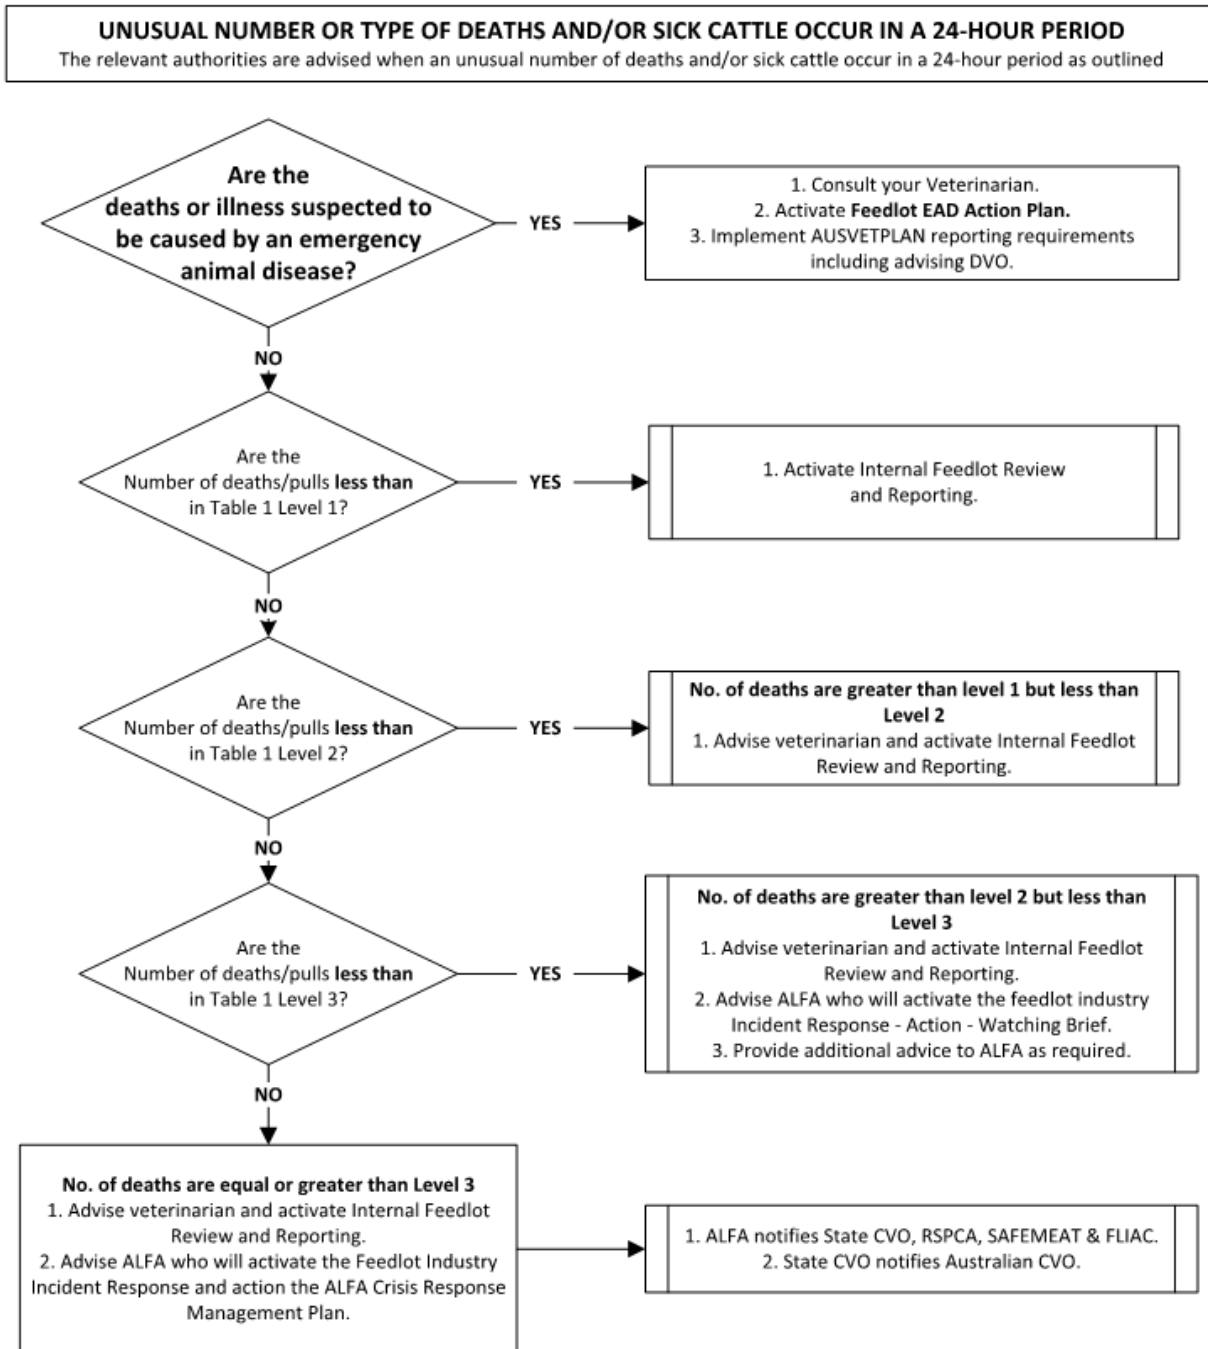 UNUSUAL NUMBER OR TYPE OF DEATHS AND/OR SICK CATTLE OCCUR IN A 24-HOUR PERIOD
The relevant authorities are advised when an unusual number of deaths and/or sick cattle occur in a 24-hour period as outlined
Are the
deaths or illness suspected to
be caused by an emergency
animal disease?
YES
1. Consult your Veterinarian.
2. Activate Feedlot EAD Action Plan.
3. Implement AUSVETPLAN reporting requirements
including advising DVO.
NO
Are the
Number of deaths/pulls less than
in Table 1 Level 1?
YES
1. Activate Internal Feedlot Review
and Reporting.
NO
Are the
Number of deaths/pulls less than
in Table 1 Level 2?
YES
No. of deaths are greater than level 1 but less than
Level 2
1. Advise veterinarian and activate Internal Feedlot
Review and Reporting.
NO
Are the
Number of deaths/pulls less than
in Table 1 Level 3?
YES
No. of deaths are greater than level 2 but less than
Level 3
1. Advise veterinarian and activate Internal Feedlot
Review and Reporting.
2. Advise ALFA who will activate the feedlot industry
Incident Response - Action - Watching Brief.
3. Provide additional advice to ALFA as required.
NO
No. of deaths are equal or greater than Level 3
1. Advise veterinarian and activate Internal Feedlot
Review and Reporting.
2. Advise ALFA who will activate the Feedlot Industry
Incident Response and action the ALFA Crisis Response
Management Plan.
1. ALFA notifies State CVO, RSPCA, SAFEMEAT & FLIAC.
2. State CVO notifies Australian CVO.